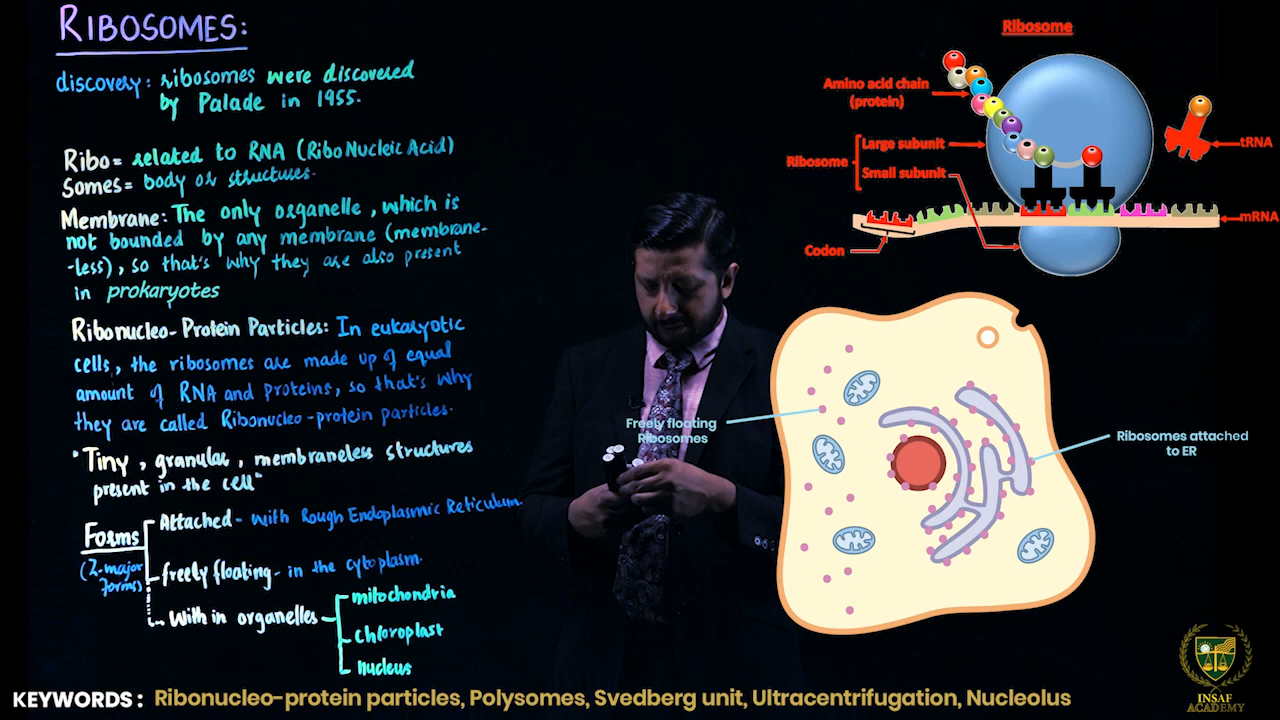 RIBOSOMES:
discovery: ribosomes were discovered
by Palade in 1955.
Ribo= related to RNA (Ribo Nucleic Acid)
Somes= body or structures.
Membrane: The only organelle, which is
not bounded by any membrane (membrane-
-less), so that's why they are also present
in prokaryotes
Ribonucleo-Protein Particles: In eukaryotic
cells, the ribosomes are made up of equal
amount of RNA and proteins, so that's why
they are called Ribonucleo-protein particles.
"Tiny, granular, membraneless structures
present in the cell"
Forms
(2-major
forms)
Attached - with Rough Endoplasmic Reticulum.
freely floating - in the cytoplasm.
With in organelles
mitochondria
chloroplast
nucleus
Ribosome
Amino acid chain
(protein)
Ribosome
Large subunit
Small subunit
tRNA
mRNA
Codon
Freely floating
Ribosomes
Ribosomes attached
to ER
KEYWORDS: Ribonucleo-protein particles, Polysomes, Svedberg unit, Ultracentrifugation, Nucleolus
INSAF
ACADEMY